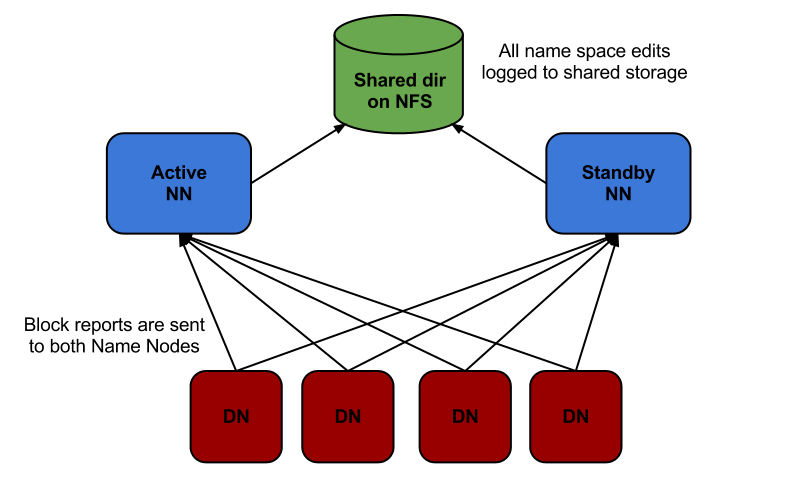 All name space edits
logged to shared storage
Shared dir
on NFS
Active
NN
Standby
NN
Block reports are sent
to both Name Nodes
DN
DN
DN
DN